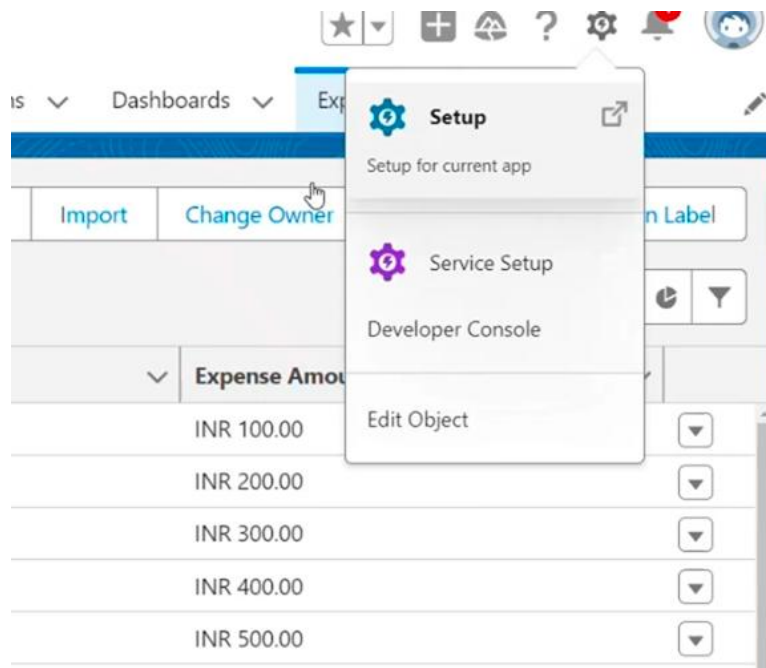 Dashboards
Setup
Setup for current app
Import
Change Owner
Label
Service Setup
Developer Console
Expense
Edit Object
INR 100.00
INR 200.00
INR 300.00
INR 400.00
INR 500.00